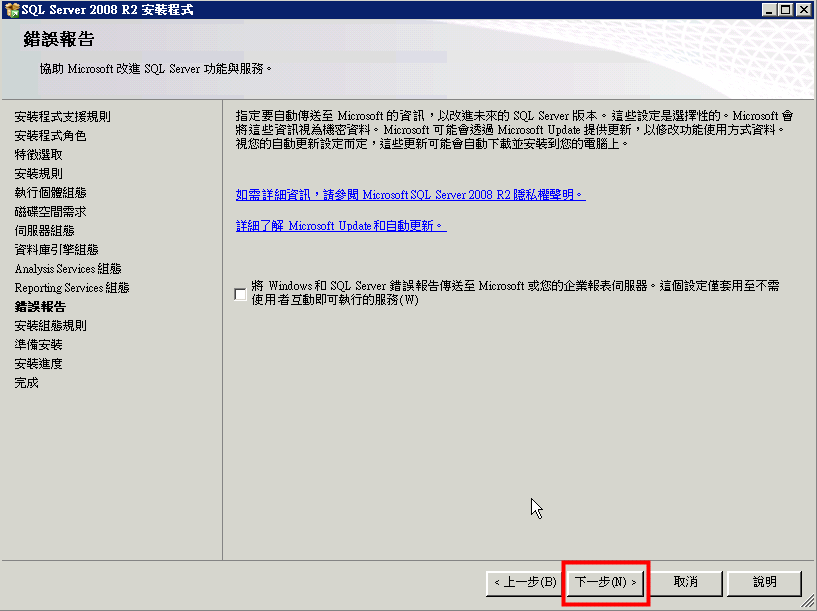 SQL Server 2008 R2 安裝程式
錯誤報告
協助 Microsoft 改進 SQL Server 功能與服務。
安裝程式支援規則
安裝程式角色
特徵選取
安裝規則
執行個體組態
磁碟空間需求
伺服器組態
資料庫引擎組態
Analysis Services 組態
Reporting Services 組態
錯誤報告
安裝組態規則
準備安裝
安裝進度
完成
指定要自動傳送至 Microsoft 的資訊，以改進未來的 SQL Server 版本。這些設定是選擇性的。Microsoft 會
將這些資訊視為機密資料。Microsoft 可能會透過 Microsoft Update 提供更新，以修改功能使用方式資料。
視您的自動更新設定而定，這些更新可能會自動下載並安裝到您的電腦上。
如需詳細資訊，請參閱 Microsoft SQL Server 2008 R2 隱私權聲明。
詳細了解 Microsoft Update 和自動更新。
將 Windows 和 SQL Server 錯誤報告傳送至 Microsoft 或您的企業報表伺服器。這個設定僅套用至不需
使用者互動即可執行的服務(W)
< 上一步(B)
下一步(N) >
取消
說明